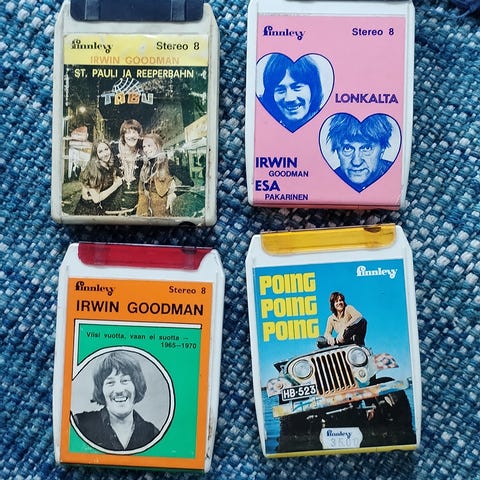 Finnlevy Stereo 8
IRWIN GOODMAN
ST. PAULI JA REEPERBAHN
TABU
Finnlevy Stereo 8
LONKALTA
IRWIN
GOODMAN
ESA
PAKARINEN
Finnlevy Stereo 8
IRWIN GOODMAN
Viisi vuotta, vaan ei suotta –
1965–1970
POING
POING
POING
Finnlevy
HB-523
Finnlevy